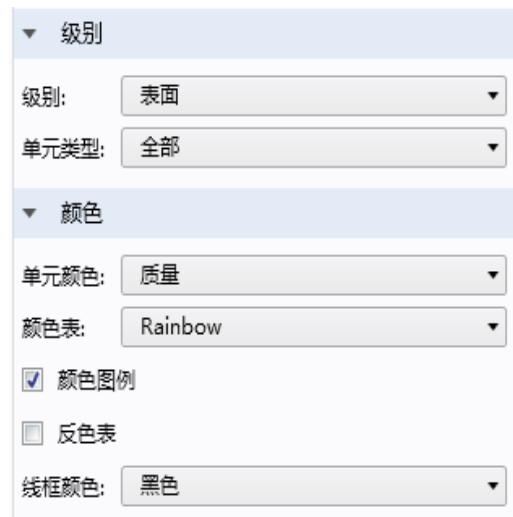 级别
级别: 表面
单元类型: 全部
颜色
单元颜色: 质量
颜色表: Rainbow
颜色图例
反色表
线框颜色: 黑色